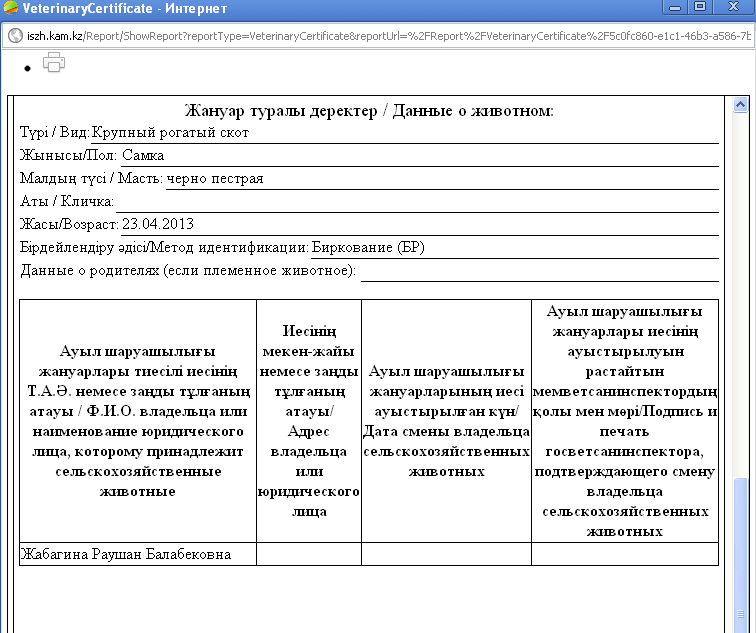 VeterinaryCertificate - Интернет
iszh.kam.kz/Report/ShowReport?reportType=VeterinaryCertificate&reportUrl=%2FReport%2FVeterinaryCertificate%2F5c0fc860-e1c1-46b3-a586-7b
Жануар туралы деректер / Данные о животном:
Түрі / Вид: Крупный рогатый скот
Жынысы/Пол: Самка
Малдың түсі / Масть: черно пестрая
Аты / Кличка:
Жасы/Возраст: 23.04.2013
Бірдейлендіру әдісі/Метод идентификации: Биркование (БР)
Данные о родителях (если племенное животное):
Ауыл шаруашылығы
жануарлары тиесілі иесінің
Т.А.Ә. немесе заңды тұлғаның
атауы / Ф.И.О. владельца или
наименование юридического
лица, которому принадлежит
сельскохозяйственные
животные
Иесінің
мекен-жайы
немесе заңды
тұлғаның
атауы/
Адрес
владельца
или
юридического
лица
Ауыл шаруашылығы
жануарларының иесі
ауыстырылған күн/
Дата смены владельца
сельскохозяйственных
животных
Ауыл шаруашылығы
жануарлары иесінің
ауыстырылуын
растайтын
мемветсанинспектордың
қолы мен мөрі/Подпись и
печать
госветсанинспектора,
подтверждающего смену
владельца
сельскохозяйственных
животных
Жабагина Раушан Балабековна